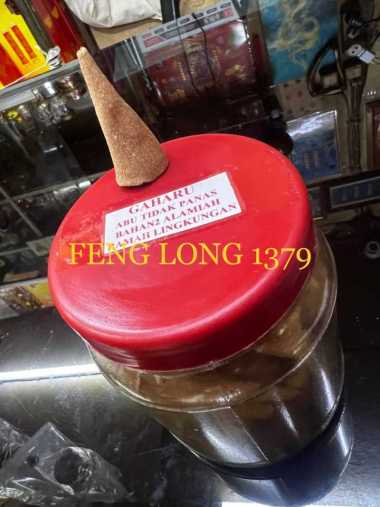 GAHARU
ABU TIDAK PANAS
BAHAN2 ALAMIAH
RAMAH LINGKUNGAN
FENG LONG 1379